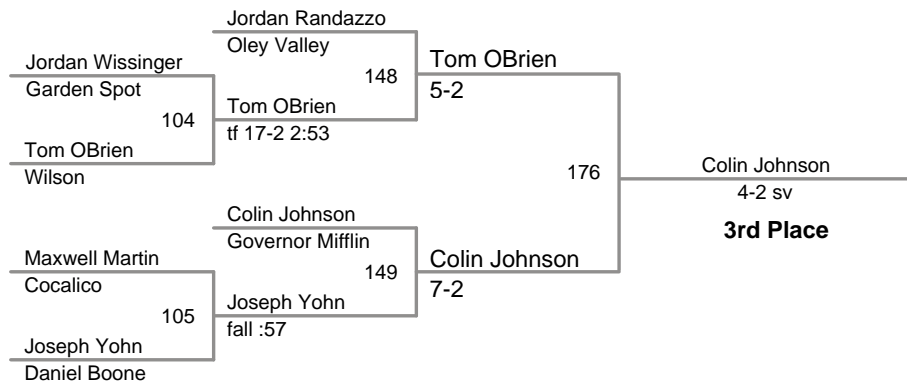 Jordan Randazzo
Oley Valley
Jordan Wissinger
Garden Spot
148
Tom OBrien
5-2
104
Tom OBrien
tf 17-2 2:53
Tom OBrien
Wilson
176
Colin Johnson
4-2 sv
3rd Place
Colin Johnson
Governor Mifflin
Maxwell Martin
Cocalico
149
Colin Johnson
7-2
105
Joseph Yohn
fall :57
Joseph Yohn
Daniel Boone